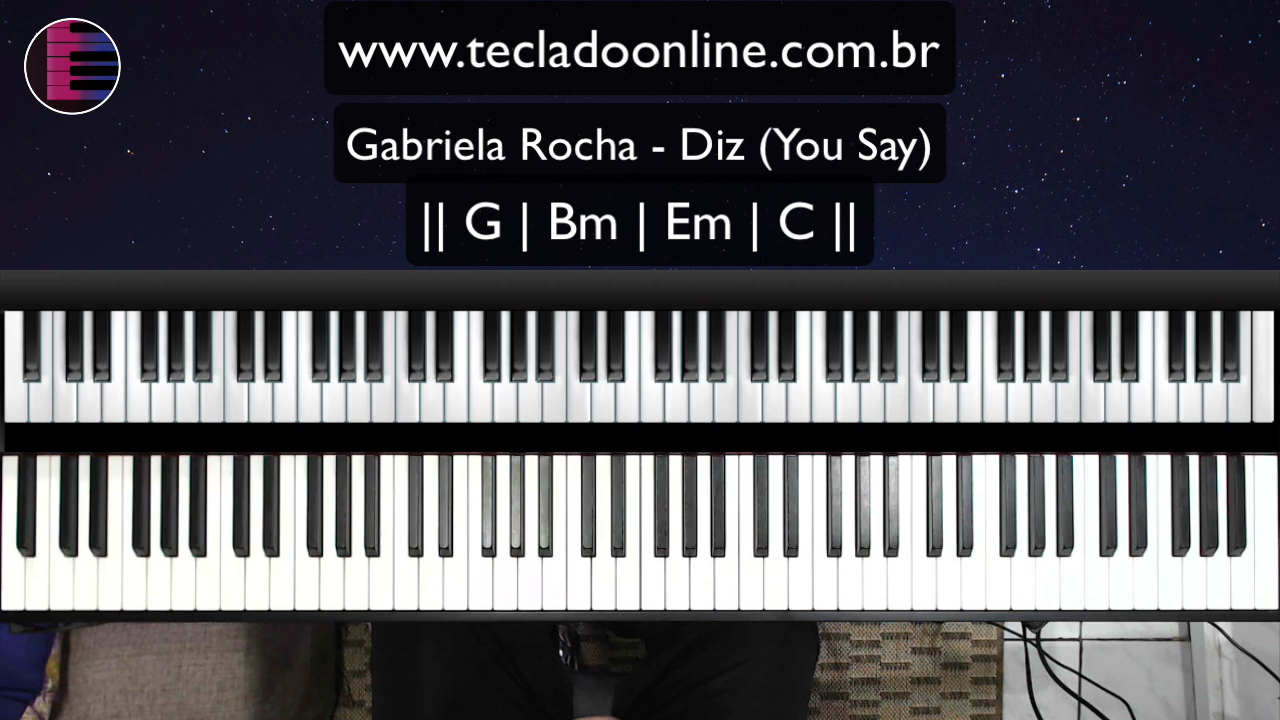 www.tecladoonline.com.br
Gabriela Rocha - Diz (You Say)
|| G | Bm | Em | C ||